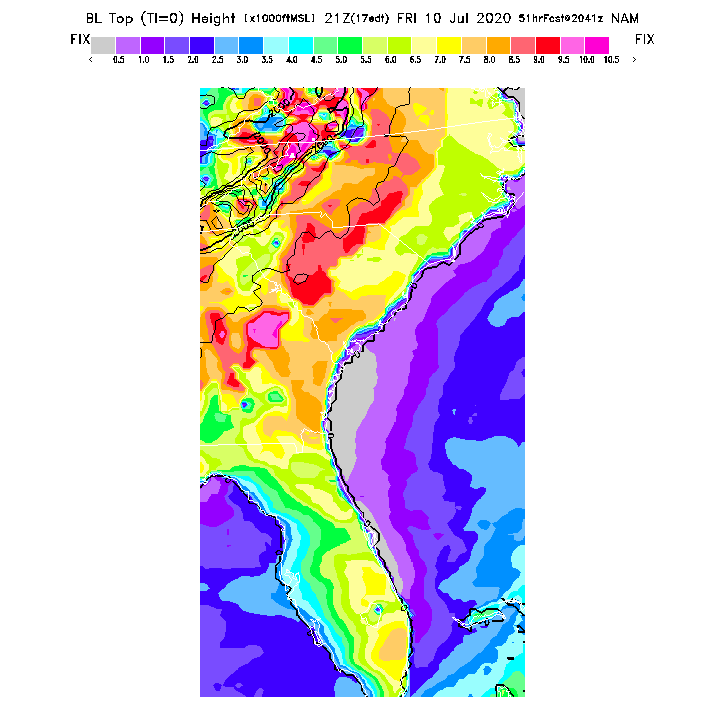 BL Top (TI=0) Height [x1000ftMSL] 21Z(17edt) FRI 10 Jul 2020 51hrFcst@2041z NAM
FIX FIX
< 0.5 1.0 1.5 2.0 2.5 3.0 3.5 4.0 4.5 5.0 5.5 6.0 6.5 7.0 7.5 8.0 8.5 9.0 9.5 10.0 10.5 >